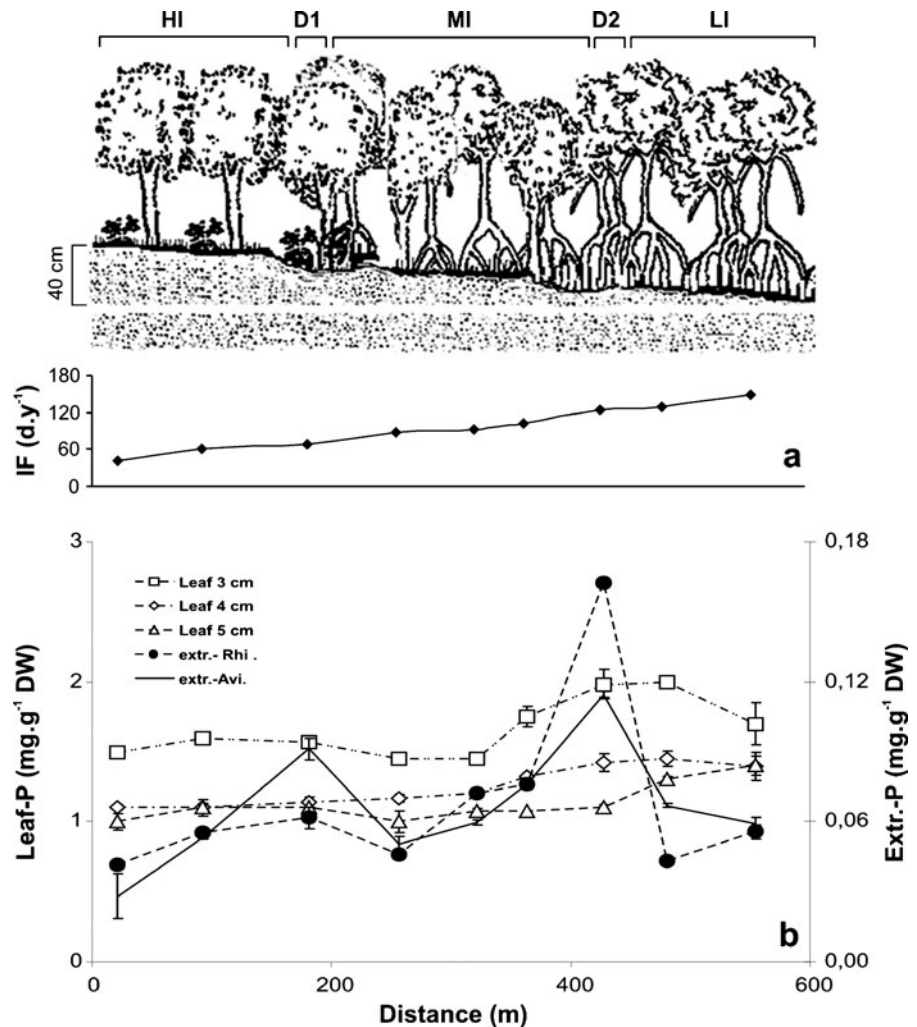 HI D1 MI D2 LI
40 cm
180
120
60
0
IF (d.y⁻¹)
a
3
2
1
0
Leaf-P (mg.g⁻¹ DW)
Leaf 3 cm
Leaf 4 cm
Leaf 5 cm
extr.- Rhi .
extr.-Avi.
0,18
0,12
0,06
0,00
Extr.-P (mg.g⁻¹ DW)
b
0 200 400 600
Distance (m)